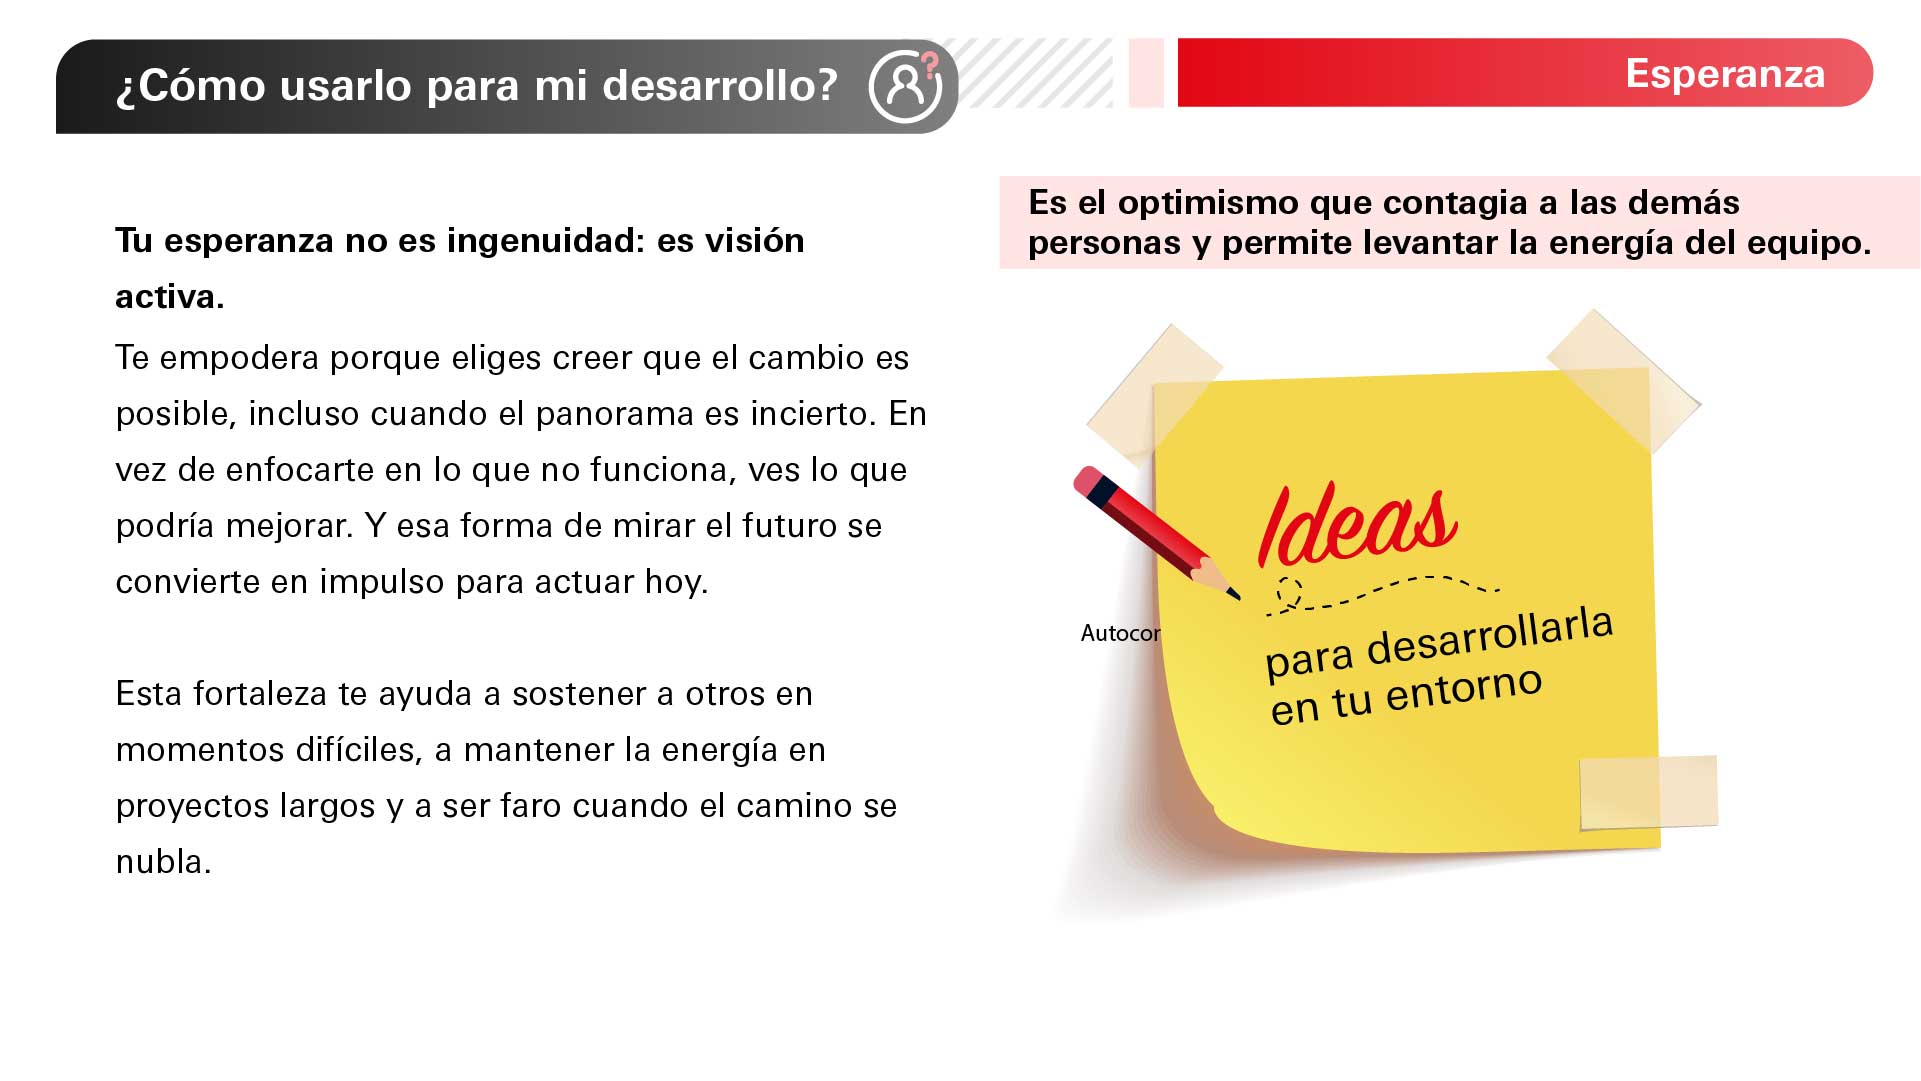 ¿Cómo usarlo para mi desarrollo?
Esperanza
Tu esperanza no es ingenuidad: es visión
activa.
Te empodera porque eliges creer que el cambio es
posible, incluso cuando el panorama es incierto. En
vez de enfocarte en lo que no funciona, ves lo que
podría mejorar. Y esa forma de mirar el futuro se
convierte en impulso para actuar hoy.
Esta fortaleza te ayuda a sostener a otros en
momentos difíciles, a mantener la energía en
proyectos largos y a ser faro cuando el camino se
nubla.
Es el optimismo que contagia a las demás
personas y permite levantar la energía del equipo.
Ideas
para desarrollarla
en tu entorno